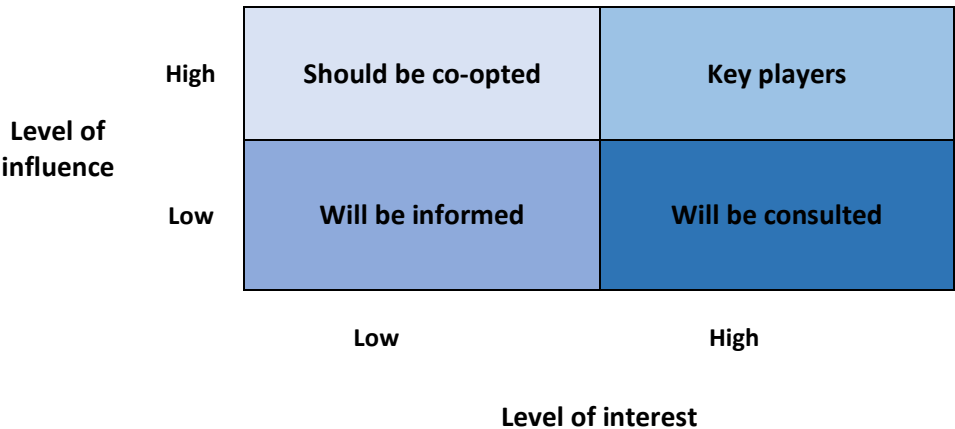 High
Should be co-opted
Key players
Level of
influence
Low
Will be informed
Will be consulted
Low
High
Level of interest